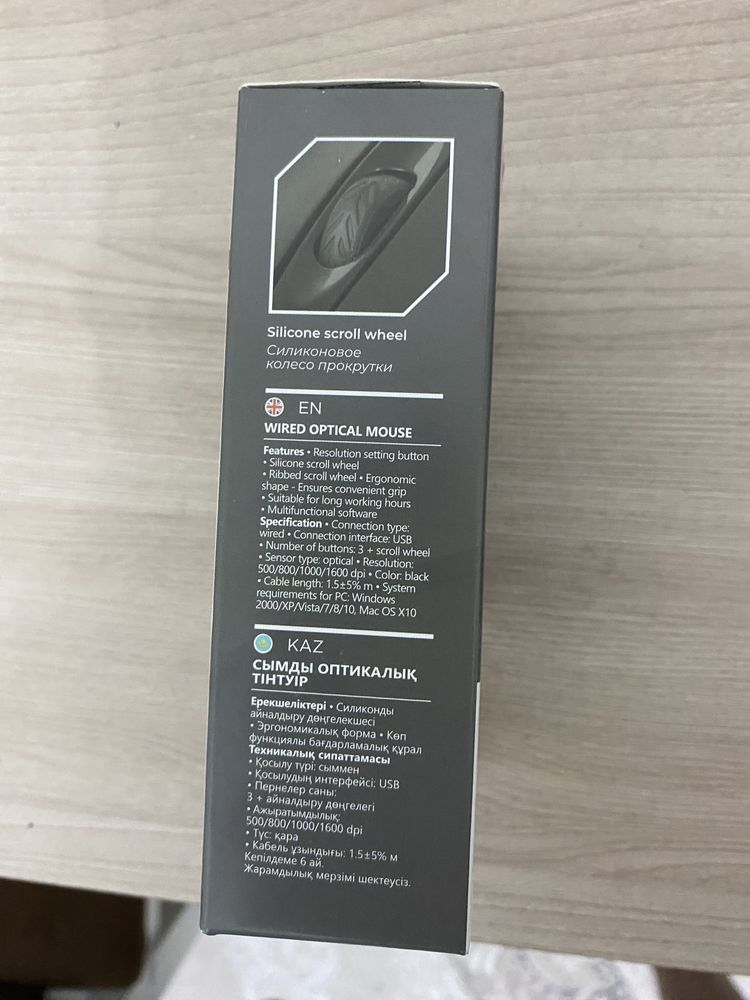 Silicone scroll wheel
Силиконовое
колесо прокрутки
EN
WIRED OPTICAL MOUSE
Features • Resolution setting button
• Silicone scroll wheel
• Ribbed scroll wheel • Ergonomic
shape - Ensures convenient grip
• Suitable for long working hours
• Multifunctional software
Specification • Connection type:
wired • Connection interface: USB
• Number of buttons: 3 + scroll wheel
• Sensor type: optical • Resolution:
500/800/1000/1600 dpi • Color: black
• Cable length: 1.5±5% m • System
requirements for PC: Windows
2000/XP/Vista/7/8/10, Mac OS X10
KAZ
СЫМДЫ ОПТИКАЛЫҚ
ТІНТУІР
Ерекшеліктері • Силиконды
айналдыру дөңгелекшесі
• Эргономикалық форма • Көп
функциялы бағдарламалық құрал
Техникалық сипаттамасы
• Қосылу түрі: сыммен
• Қосылудың интерфейсі: USB
• Пернелер саны:
3 + айналдыру дөңгелегі
• Ажыратымдылық:
500/800/1000/1600 dpi
• Түс: қара
• Кабель ұзындығы: 1.5±5% м
Кепілдеме 6 ай.
Жарамдылық мерзімі шектеусіз.